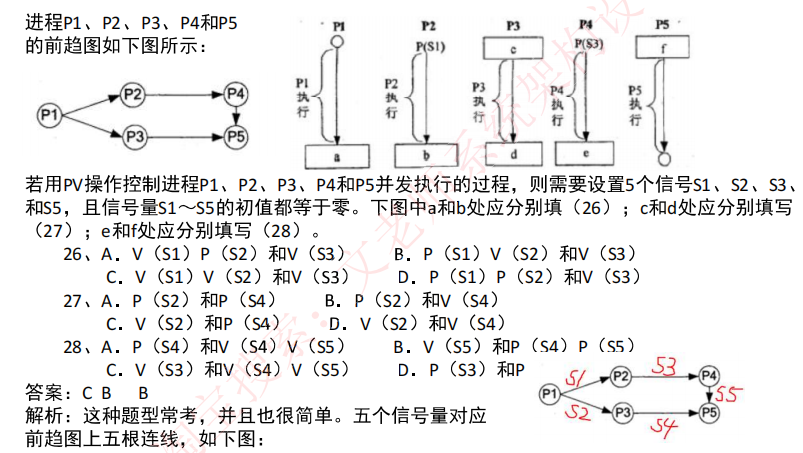 进程P1、P2、P3、P4和P5
的前趋图如下图所示：
P1
P2
P3
P4
P5
P1 P2 P3 P4 P5
P(S1)
c
P(S3)
f
P1执行
P2执行
P3执行
P4执行
P5执行
a
b
d
e
若用PV操作控制进程P1、P2、P3、P4和P5并发执行的过程，则需要设置5个信号S1、S2、S3、
和S5，且信号量S1～S5的初值都等于零。下图中a和b处应分别填（26）；c和d处应分别填写
（27）；e和f处应分别填写（28）。
26、A．V（S1）P（S2）和V（S3） B．P（S1）V（S2）和V（S3）
C．V（S1）V（S2）和V（S3） D．P（S1）P（S2）和V（S3）
27、A．P（S2）和P（S4） B．P（S2）和V（S4）
C．V（S2）和P（S4） D．V（S2）和V（S4）
28、A．P（S4）和V（S4）V（S5） B．V（S5）和P（S4）P（S5）
C．V（S3）和V（S4）V（S5） D．P（S3）和P
答案：C B B
解析：这种题型常考，并且也很简单。五个信号量对应
前趋图上五根连线，如下图：
P1
S1
P2
S3
P4
S5
S2
P3
S4
P5